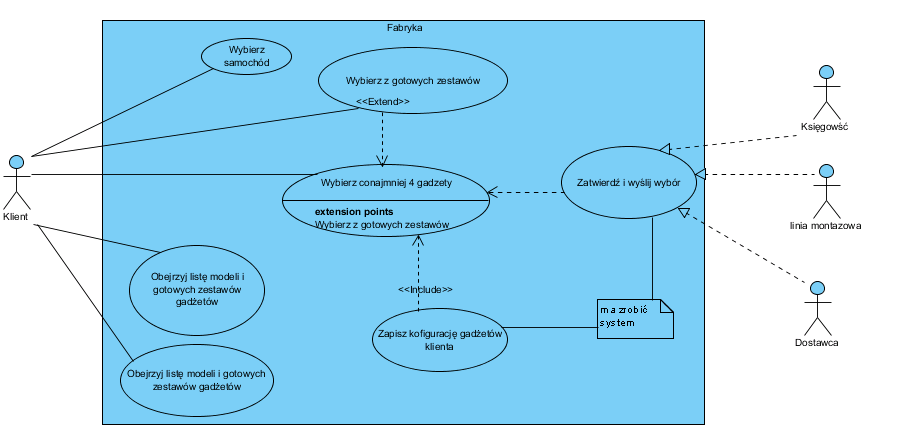 Fabryka
Wybierz
samochód
Wybierz z gotowych zestawów
<<Extend>>
Księgowść
Klient
Wybierz conajmniej 4 gadzety
extension points
Wybierz z gotowych zestawów
Zatwierdź i wyślij wybór
linia montazowa
Obejrzyj listę modeli i
gotowych zestawów
gadżetów
<<Include>>
ma zrobić
system
Zapisz kofigurację gadżetów
klienta
Dostawca
Obejrzyj listę modeli i gotowych
zestawów gadżetów